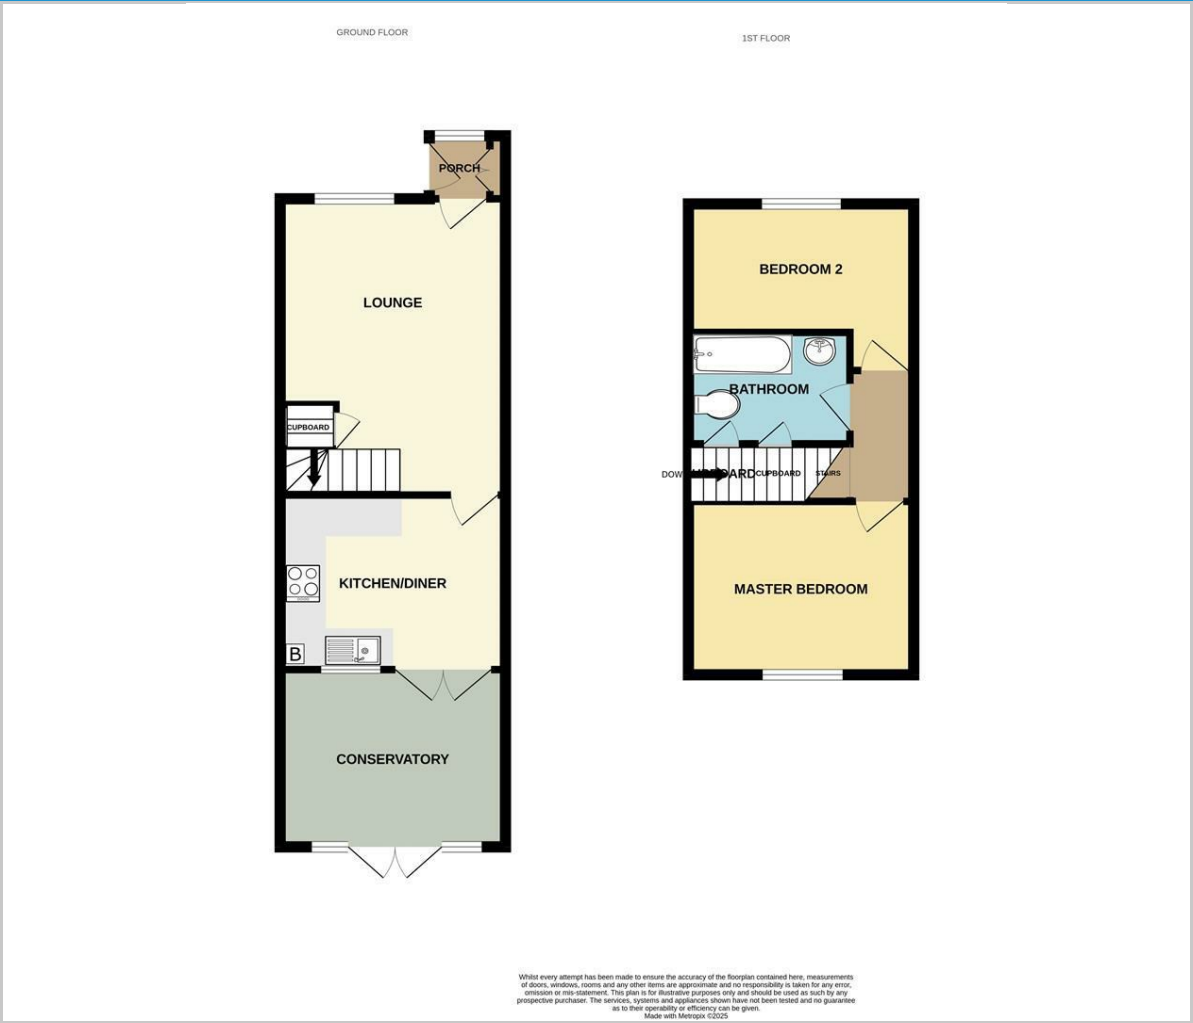 GROUND FLOOR
1ST FLOOR
PORCH
LOUNGE
CUPBOARD
KITCHEN/DINER
B
CONSERVATORY
BEDROOM 2
BATHROOM
CUPBOARD
STAIRS
MASTER BEDROOM
Whilst every attempt has been made to ensure the accuracy of the floorplan contained here, measurements
of doors, windows, rooms and any other items are approximate and no responsibility is taken for any error,
omission or mis-statement. This plan is for illustrative purposes only and should be used as such by any
prospective purchaser. The services, systems and appliances shown have not been tested and no guarantee
as to their operability or efficiency can be given.
Made with Metropix ©2025